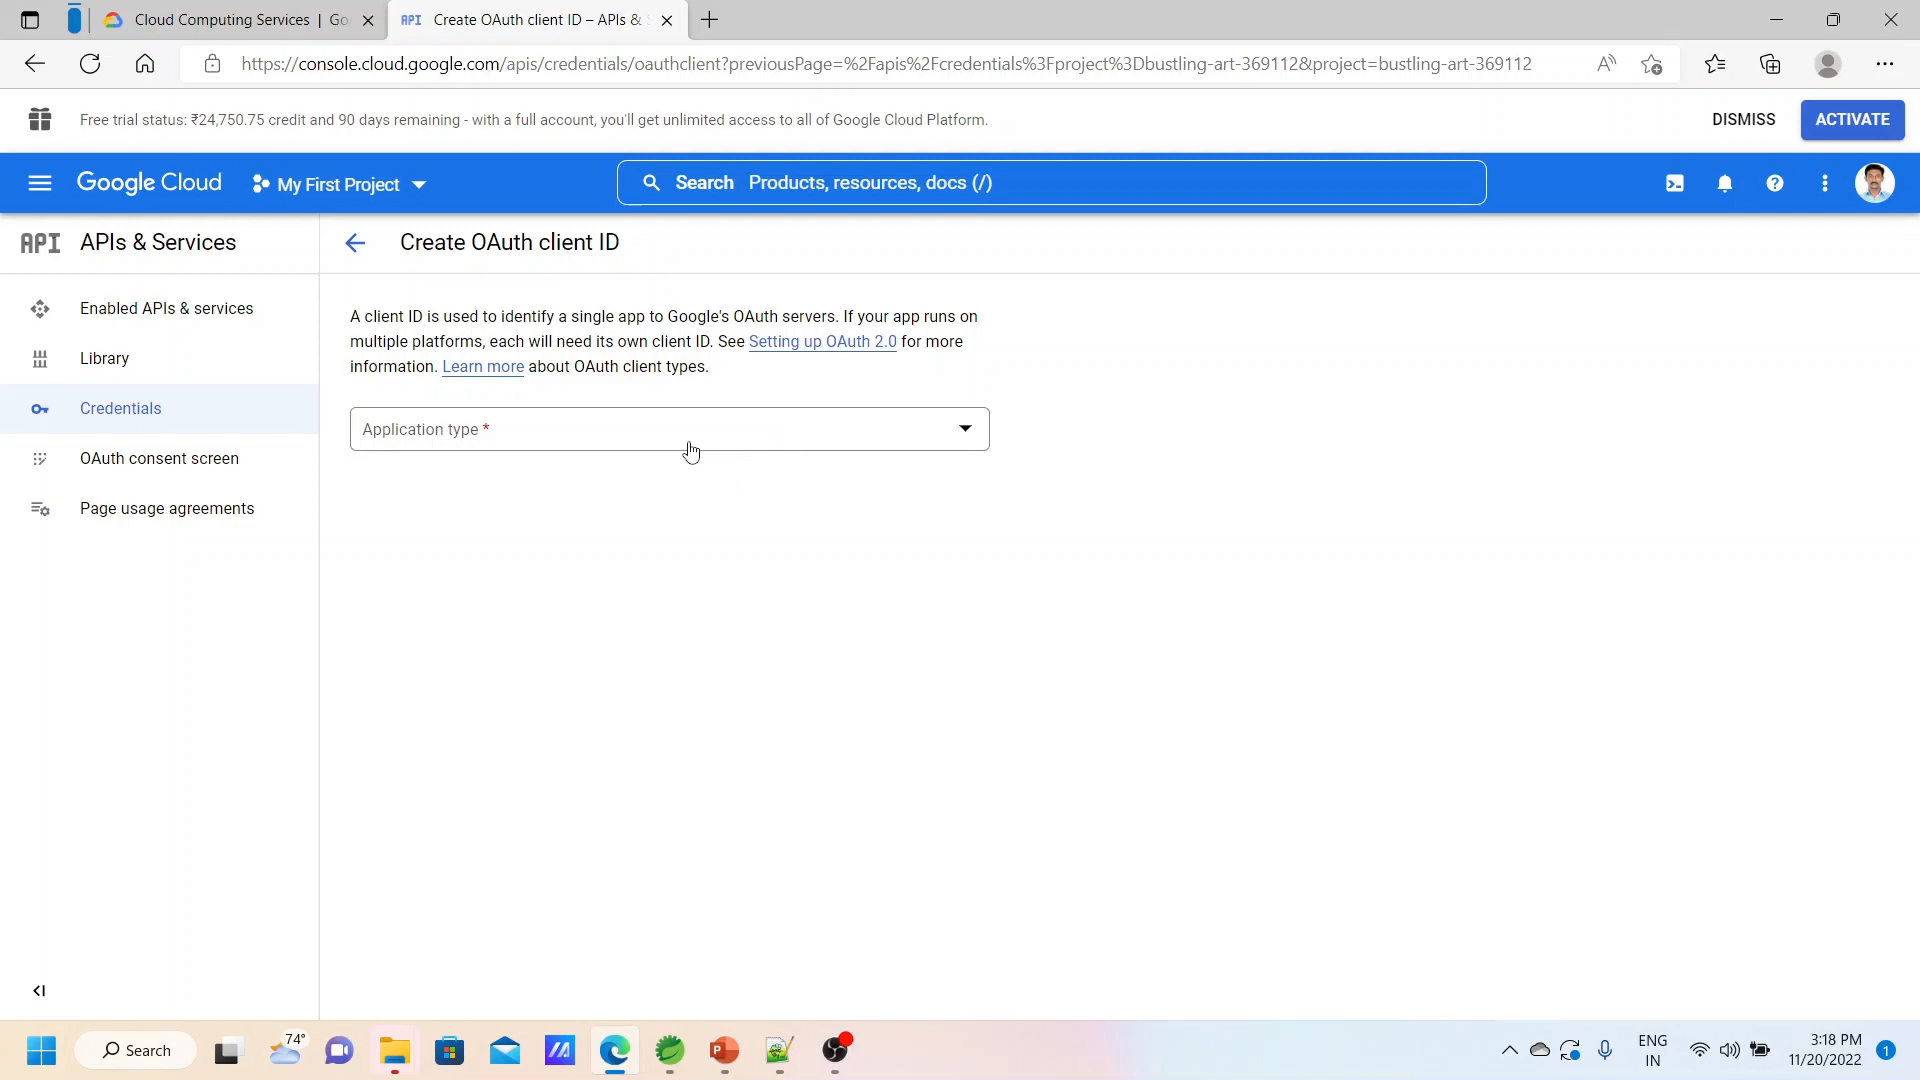 Cloud Computing Services | Go
API Create OAuth client ID – APIs &
https://console.cloud.google.com/apis/credentials/oauthclient?previousPage=%2Fapis%2Fcredentials%3Fproject%3Dbustling-art-369112&project=bustling-art-369112
Free trial status: ₹24,750.75 credit and 90 days remaining - with a full account, you'll get unlimited access to all of Google Cloud Platform.
DISMISS
ACTIVATE
Google Cloud
My First Project
Search Products, resources, docs (/)
API APIs & Services
Create OAuth client ID
Enabled APIs & services
Library
Credentials
OAuth consent screen
Page usage agreements
A client ID is used to identify a single app to Google's OAuth servers. If your app runs on
multiple platforms, each will need its own client ID. See Setting up OAuth 2.0 for more
information. Learn more about OAuth client types.
Application type *
Search
74°
ENG
IN
3:18 PM
11/20/2022
1